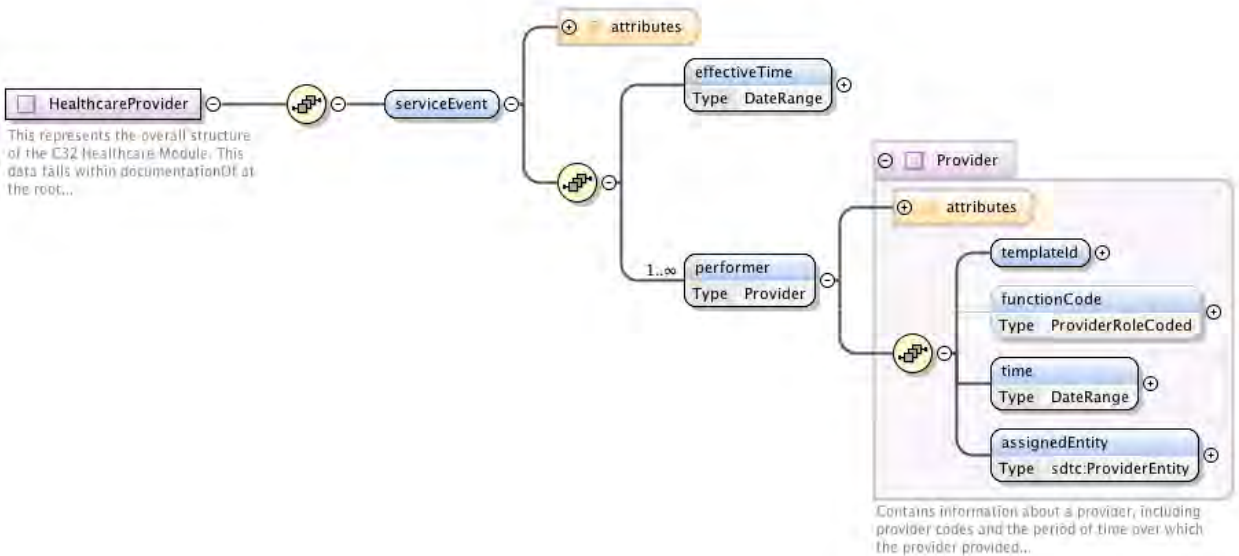 attributes
effectiveTime
Type DateRange
HealthcareProvider
serviceEvent
This represents the overall structure
of the C32 Healthcare Module. This
data falls within documentationOf at
the root...
Provider
attributes
templateId
1..∞
performer
Type Provider
functionCode
Type ProviderRoleCoded
time
Type DateRange
assignedEntity
Type sdtc:ProviderEntity
Contains information about a provider, including
provider codes and the period of time over which
the provider provided...